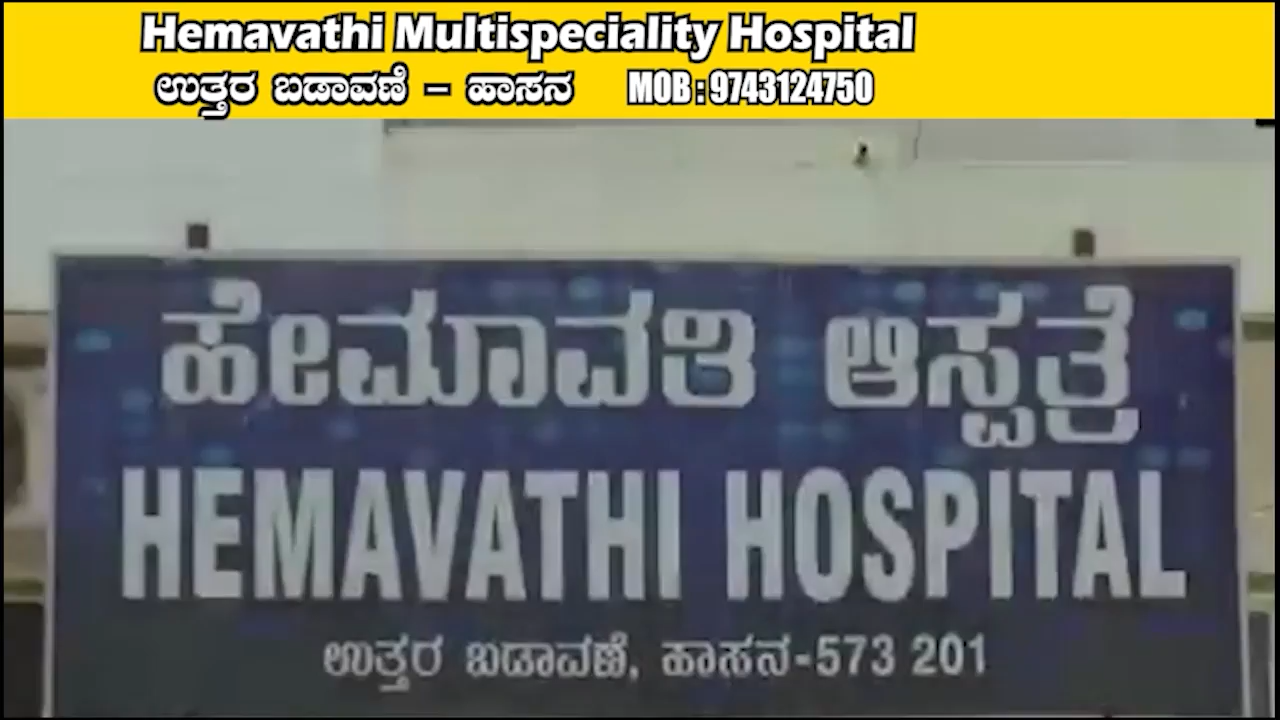 Hemavathi Multispeciality Hospital
ಉತ್ತರ ಬಡಾವಣೆ – ಹಾಸನ MOB : 9743124750
ಹೇಮಾವತಿ ಆಸ್ಪತ್ರೆ
HEMAVATHI HOSPITAL
ಉತ್ತರ ಬಡಾವಣೆ, ಹಾಸನ-573 201